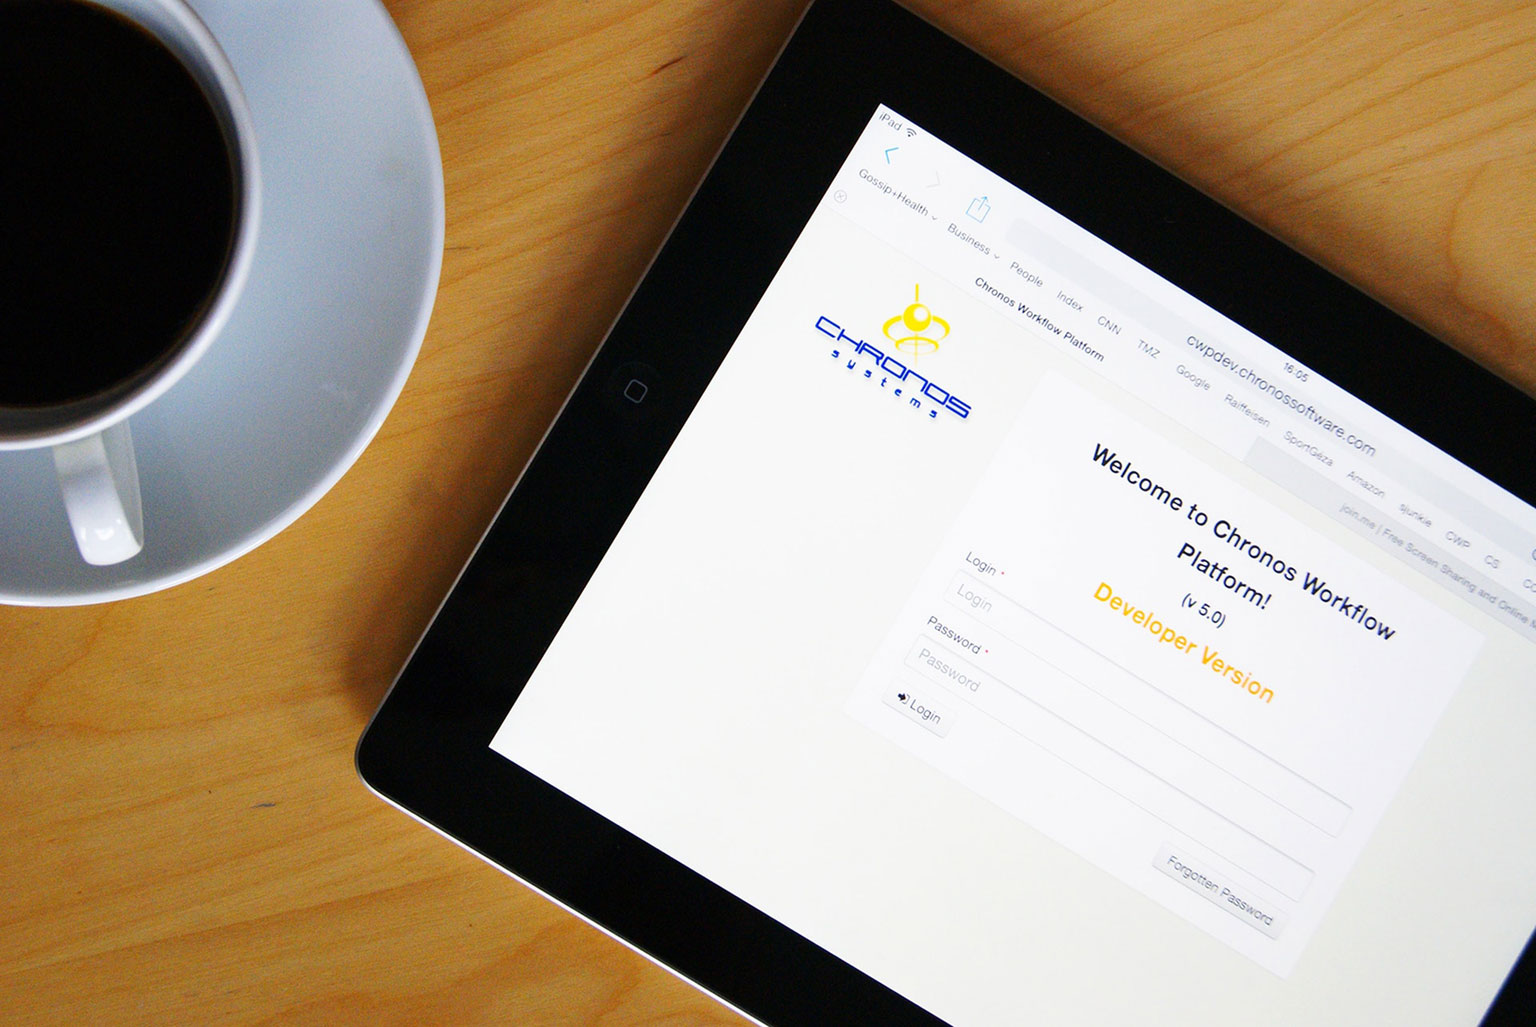 iPad
16:05
cwpdev.chronossoftware.com
Gossip+Health
Business
People
Index
CNN
TMZ
Google
Raiffeisen
SportGéza
Amazon
sjunkie
CWP
CS
Chronos Workflow Platform
join.me | Free Screen Sharing and Online
CHRONOS
systems
Welcome to Chronos Workflow
Platform!
(v 5.0)
Developer Version
Login *
Login
Password *
Password
Login
Forgotten Password